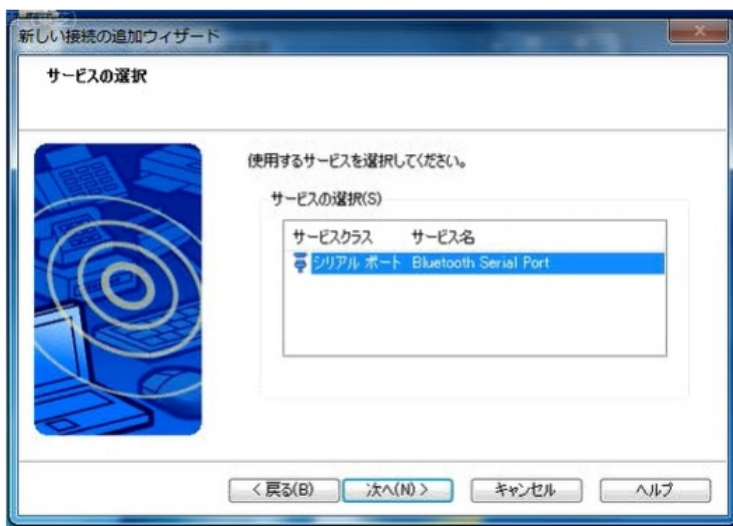 新しい接続の追加ウィザード
サービスの選択
使用するサービスを選択してください。
サービスの選択(S)
サービスクラス サービス名
シリアル ポート Bluetooth Serial Port
< 戻る(B) 次へ(N) > キャンセル ヘルプ